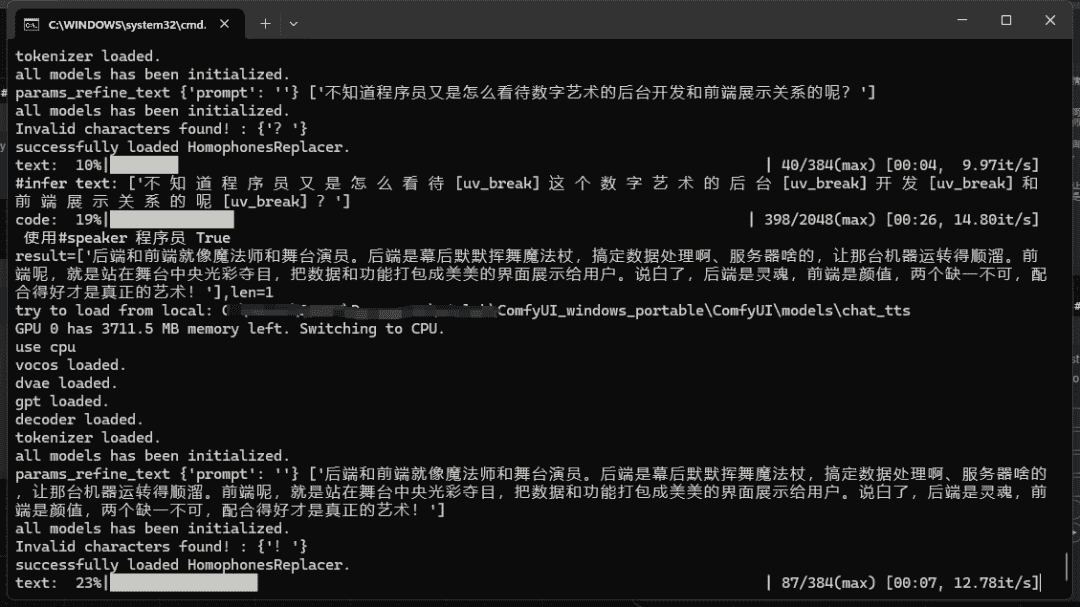 C:\WINDOWS\system32\cmd.
tokenizer loaded.
all models has been initialized.
params_refine_text {'prompt': ''} ['不知道程序员又是怎么看待数字艺术的后台开发和前端展示关系的呢？']
all models has been initialized.
Invalid characters found! : {'？'}
successfully loaded HomophonesReplacer.
text:  10%| | 40/384(max) [00:04,  9.97it/s]
#infer text: ['不 知 道 程 序 员 又 是 怎 么 看 待 [uv_break] 这 个 数 字 艺 术 的 后 台 [uv_break] 开 发 [uv_break] 和
前 端 展 示 关 系 的 呢 [uv_break] ？']
code:  19%| | 398/2048(max) [00:26, 14.80it/s]
使用#speaker 程序员 True
result=['后端和前端就像魔法师和舞台演员。后端是幕后默默挥舞魔法杖，搞定数据处理啊、服务器啥的，让那台机器运转得顺溜。前
端呢，就是站在舞台中央光彩夺目，把数据和功能打包成美美的界面展示给用户。说白了，后端是灵魂，前端是颜值，两个缺一不可，配
合得好才是真正的艺术！'],len=1
try to load from local: ComfyUI_windows_portable\ComfyUI\models\chat_tts
GPU 0 has 3711.5 MB memory left. Switching to CPU.
use cpu
vocos loaded.
dvae loaded.
gpt loaded.
decoder loaded.
tokenizer loaded.
all models has been initialized.
params_refine_text {'prompt': ''} ['后端和前端就像魔法师和舞台演员。后端是幕后默默挥舞魔法杖，搞定数据处理啊、服务器啥的
，让那台机器运转得顺溜。前端呢，就是站在舞台中央光彩夺目，把数据和功能打包成美美的界面展示给用户。说白了，后端是灵魂，前
端是颜值，两个缺一不可，配合得好才是真正的艺术！']
all models has been initialized.
Invalid characters found! : {'！'}
successfully loaded HomophonesReplacer.
text:  23%| | 87/384(max) [00:07, 12.78it/s]